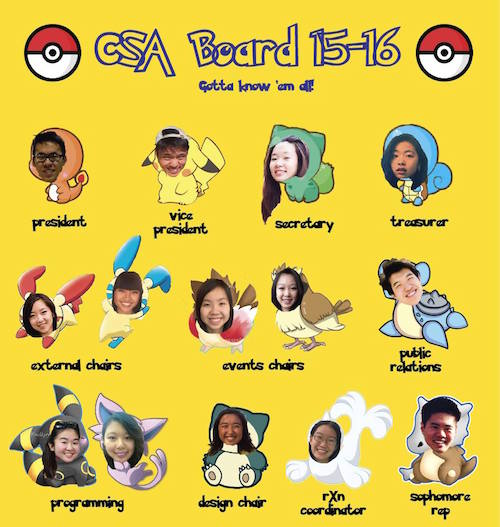 CSA Board 15-16
Gotta know 'em all!
president
vice
president
secretary
treasurer
external chairs
events chairs
public
relations
programming
design chair
rXn
coordinator
sophomore
rep